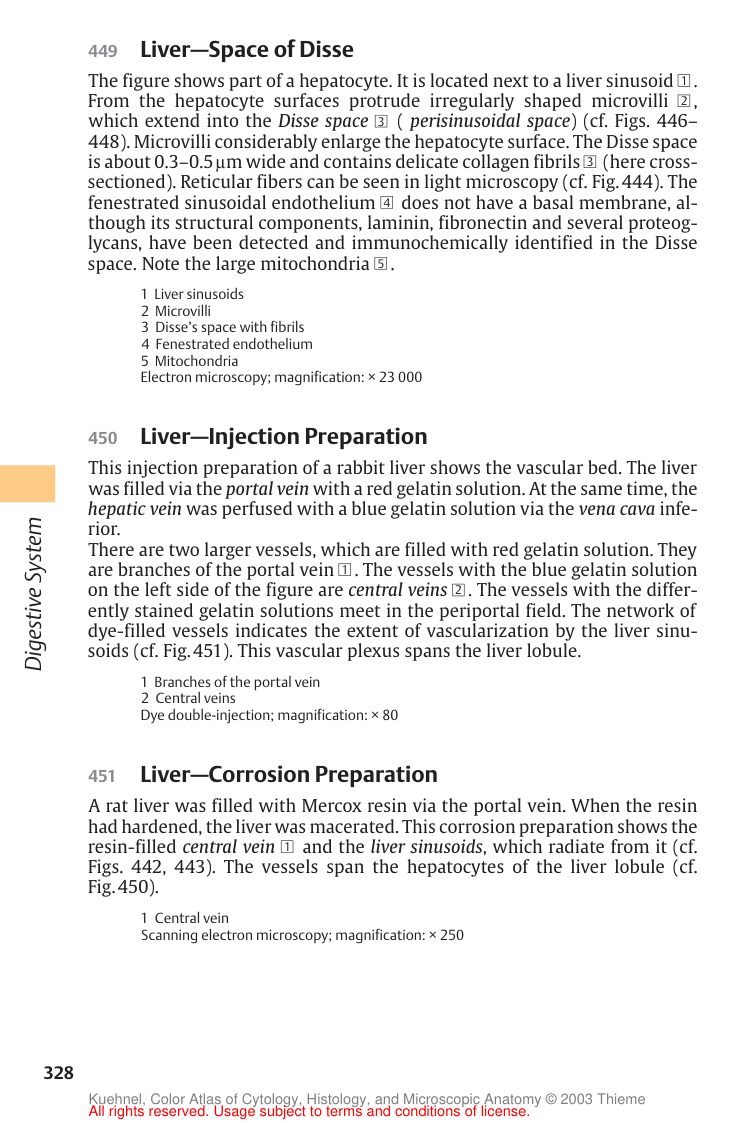 449 Liver—Space of Disse
The figure shows part of a hepatocyte. It is located next to a liver sinusoid 1.
From the hepatocyte surfaces protrude irregularly shaped microvilli 2,
which extend into the Disse space 3 ( perisinusoidal space) (cf. Figs. 446–
448). Microvilli considerably enlarge the hepatocyte surface. The Disse space
is about 0.3–0.5 µm wide and contains delicate collagen fibrils 3 (here cross-
sectioned). Reticular fibers can be seen in light microscopy (cf. Fig. 444). The
fenestrated sinusoidal endothelium 4 does not have a basal membrane, al-
though its structural components, laminin, fibronectin and several proteog-
lycans, have been detected and immunochemically identified in the Disse
space. Note the large mitochondria 5.
1 Liver sinusoids
2 Microvilli
3 Disse's space with fibrils
4 Fenestrated endothelium
5 Mitochondria
Electron microscopy; magnification: × 23 000
450 Liver—Injection Preparation
This injection preparation of a rabbit liver shows the vascular bed. The liver
was filled via the portal vein with a red gelatin solution. At the same time, the
hepatic vein was perfused with a blue gelatin solution via the vena cava infe-
rior.
There are two larger vessels, which are filled with red gelatin solution. They
are branches of the portal vein 1. The vessels with the blue gelatin solution
on the left side of the figure are central veins 2. The vessels with the differ-
ently stained gelatin solutions meet in the periportal field. The network of
dye-filled vessels indicates the extent of vascularization by the liver sinu-
soids (cf. Fig. 451). This vascular plexus spans the liver lobule.
1 Branches of the portal vein
2 Central veins
Dye double-injection; magnification: × 80
451 Liver—Corrosion Preparation
A rat liver was filled with Mercox resin via the portal vein. When the resin
had hardened, the liver was macerated. This corrosion preparation shows the
resin-filled central vein 1 and the liver sinusoids, which radiate from it (cf.
Figs. 442, 443). The vessels span the hepatocytes of the liver lobule (cf.
Fig. 450).
1 Central vein
Scanning electron microscopy; magnification: × 250
Digestive System
328
Kuehnel, Color Atlas of Cytology, Histology, and Microscopic Anatomy © 2003 Thieme
All rights reserved. Usage subject to terms and conditions of license.